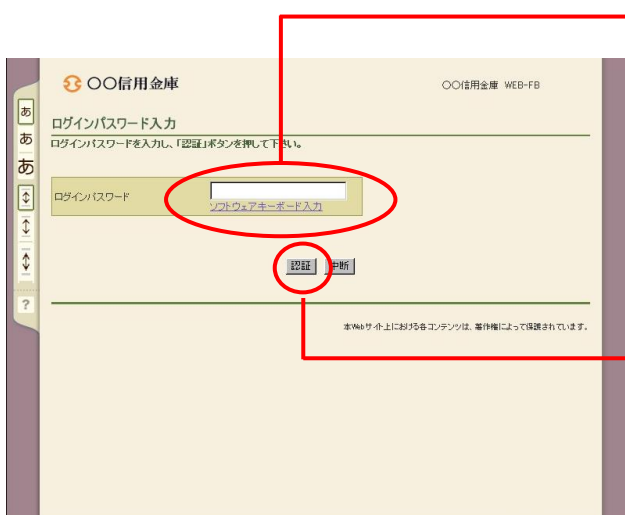 〇〇信用金庫
〇〇信用金庫 WEB-FB
ログインパスワード入力
ログインパスワードを入力し、「認証」ボタンを押して下さい。
ログインパスワード
ソフトウェアキーボード入力
認証 中断
本Webサイト上における各コンテンツは、著作権によって保護されています。
あ
あ
あ
?